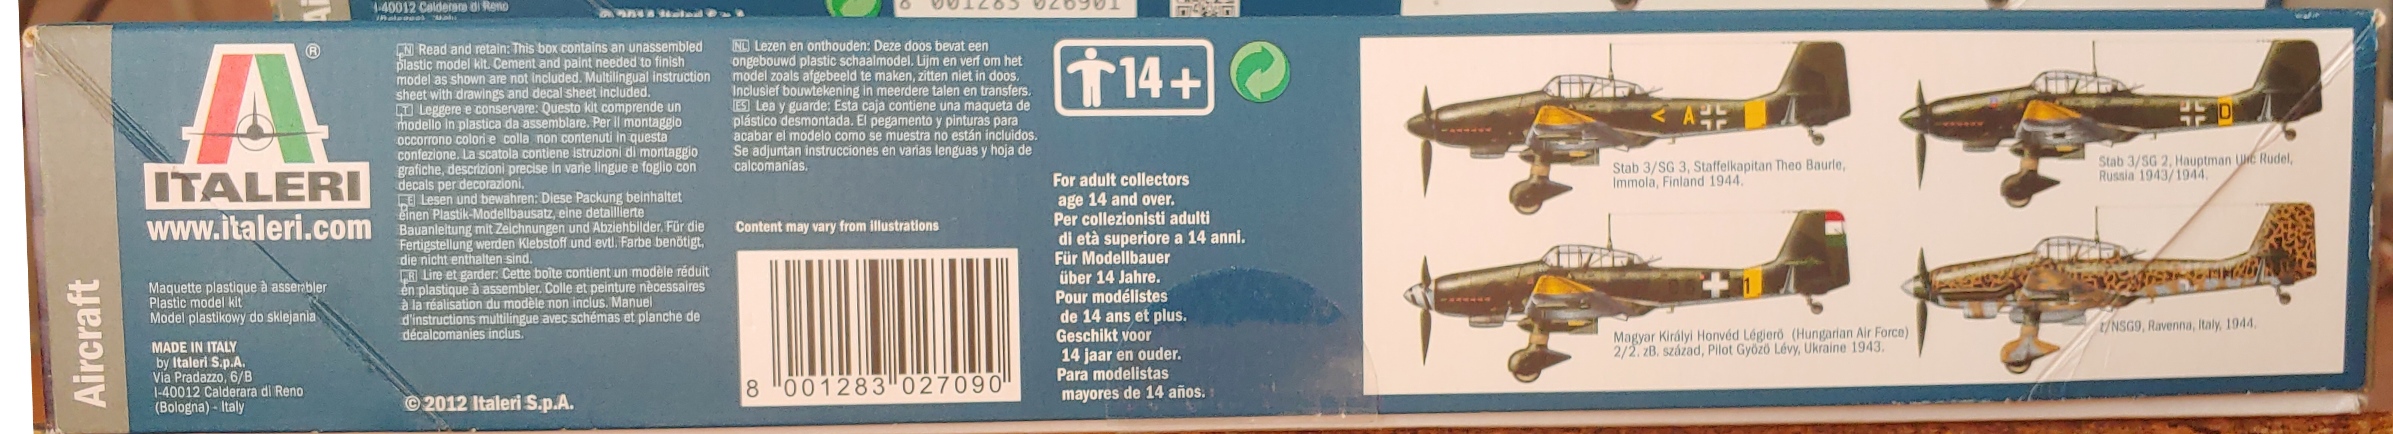 I-40012 Calderara di Reno
8 001283 026901
ITALERI
®
www.italeri.com
Aircraft
Maquette plastique à assembler
Plastic model kit
Model plastikowy do sklejania
MADE IN ITALY
by Italeri S.p.A.
Via Pradazzo, 6/B
I-40012 Calderara di Reno
(Bologna) - Italy
EN Read and retain: This box contains an unassembled
plastic model kit. Cement and paint needed to finish
model as shown are not included. Multilingual instruction
sheet with drawings and decal sheet included.
IT Leggere e conservare: Questo kit comprende un
modello in plastica da assemblare. Per il montaggio
occorrono colori e colla non contenuti in questa
confezione. La scatola contiene istruzioni di montaggio
grafiche, descrizioni precise in varie lingue e foglio con
decals per decorazioni.
DE Lesen und bewahren: Diese Packung beinhaltet
einen Plastik-Modellbausatz, eine detaillierte
Bauanleitung mit Zeichnungen und Abziehbilder. Für die
Fertigstellung werden Klebstoff und evtl. Farbe benötigt,
die nicht enthalten sind.
FR Lire et garder: Cette boîte contient un modèle réduit
en plastique à assembler. Colle et peinture nècessaires
à la réalisation du modèle non inclus. Manuel
d'instructions multilingue avec schémas et planche de
décalcomanies inclus.
©2012 Italeri S.p.A.
NL Lezen en onthouden: Deze doos bevat een
ongebouwd plastic schaalmodel. Lijm en verf om het
model zoals afgebeeld te maken, zitten niet in doos.
Inclusief bouwtekening in meerdere talen en transfers.
ES Lea y guarde: Esta caja contiene una maqueta de
plástico desmontada. El pegamento y pinturas para
acabar el modelo como se muestra no están incluidos.
Se adjuntan instrucciones en varias lenguas y hoja de
calcomanías.
Content may vary from illustrations
8 001283 027090
14+
For adult collectors
age 14 and over.
Per collezionisti adulti
di età superiore a 14 anni.
Für Modellbauer
über 14 Jahre.
Pour modélistes
de 14 ans et plus.
Geschikt voor
14 jaar en ouder.
Para modelistas
mayores de 14 años.
< A
Stab 3/SG 3, Staffelkapitan Theo Baurle,
Immola, Finland 1944.
D
Stab 3/SG 2, Hauptman Rudel,
Russia 1943/1944.
1
Magyar Királyi Honvéd Légierö (Hungarian Air Force)
2/2. zB. század, Pilot Gyözö Lévy, Ukraine 1943.
1/NSG9, Ravenna, Italy, 1944.